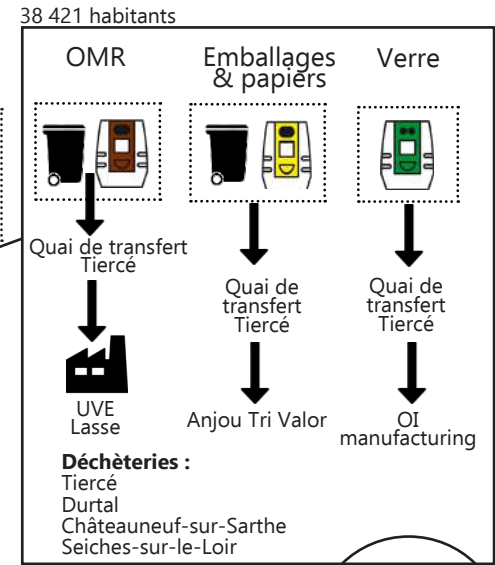 38 421 habitants
OMR
Quai de transfert
Tiercé
UVE
Lasse
Emballages
& papiers
Quai de
transfert
Tiercé
Anjou Tri Valor
Verre
Quai de
transfert
Tiercé
OI
manufacturing
Déchèteries :
Tiercé
Durtal
Châteauneuf-sur-Sarthe
Seiches-sur-le-Loir